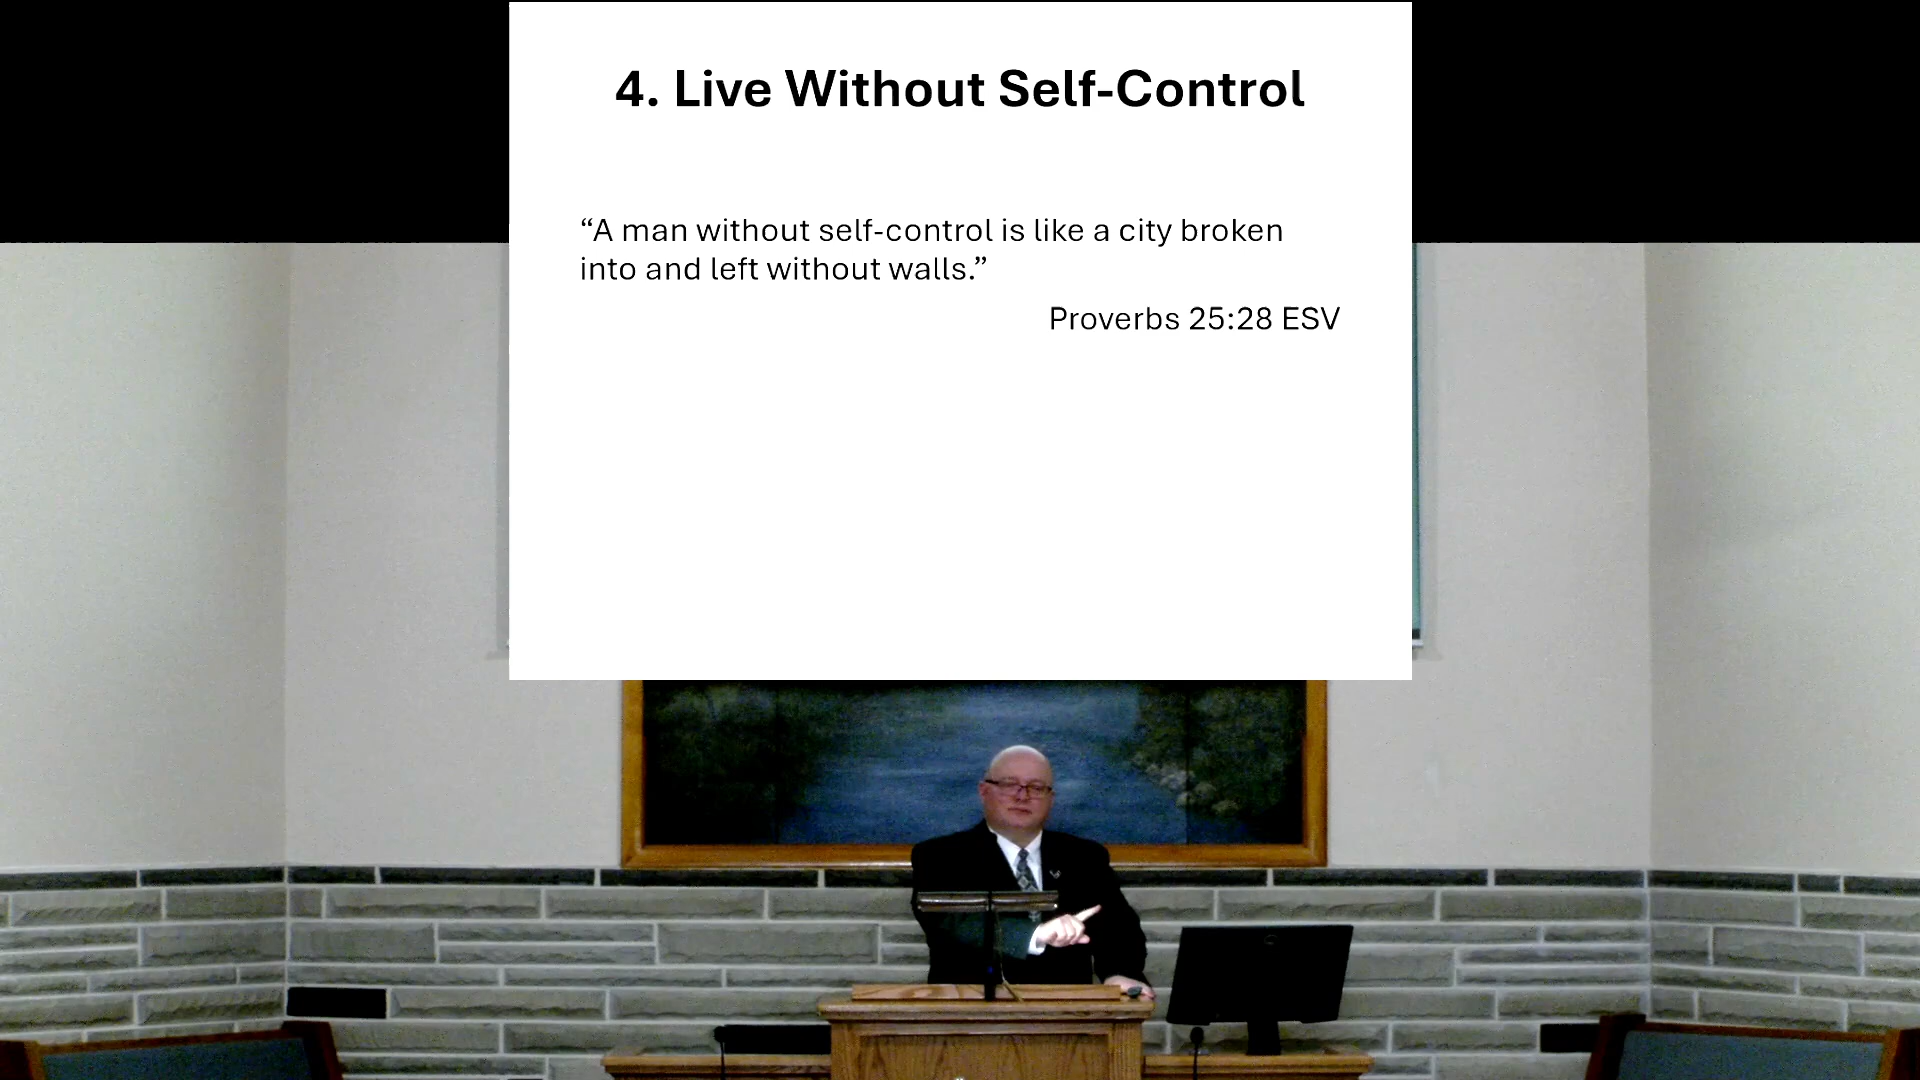 4. Live Without Self-Control
“A man without self-control is like a city broken
into and left without walls.”
Proverbs 25:28 ESV